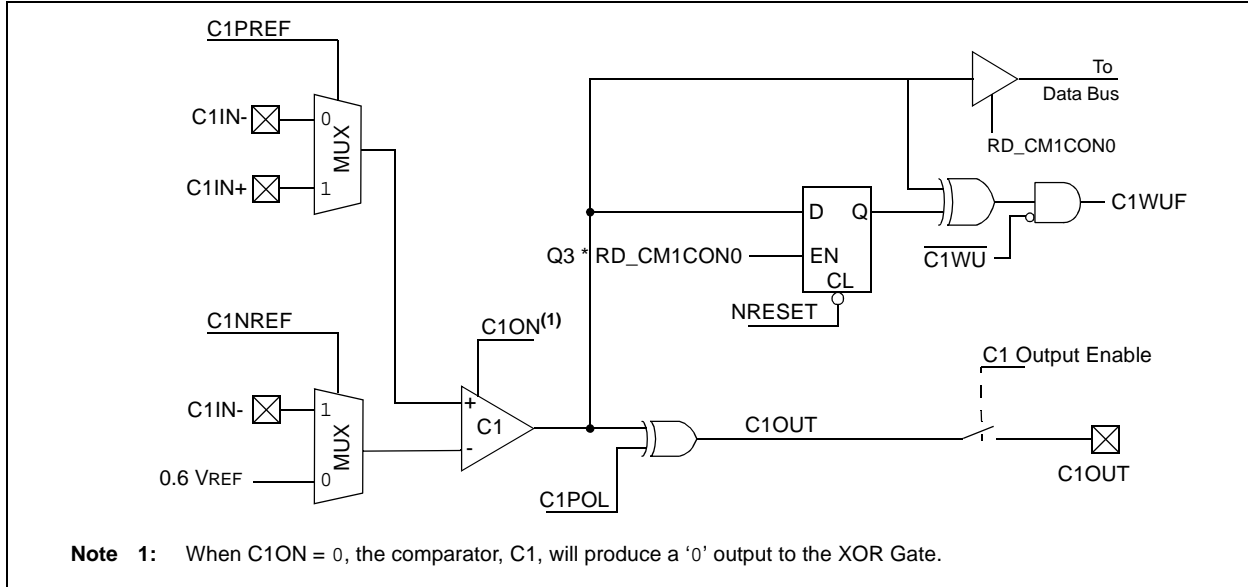 C1PREF
C1IN-
0
MUX
C1IN+
1
To
Data Bus
RD_CM1CON0
D
Q
Q3 * RD_CM1CON0
EN
CL
NRESET
C1WUF
C1WU
C1NREF
C1ON(1)
C1IN-
1
MUX
0.6 VREF
0
+
C1
-
C1OUT
C1POL
C1 Output Enable
C1OUT
Note 1: When C1ON = 0, the comparator, C1, will produce a ‘0’ output to the XOR Gate.